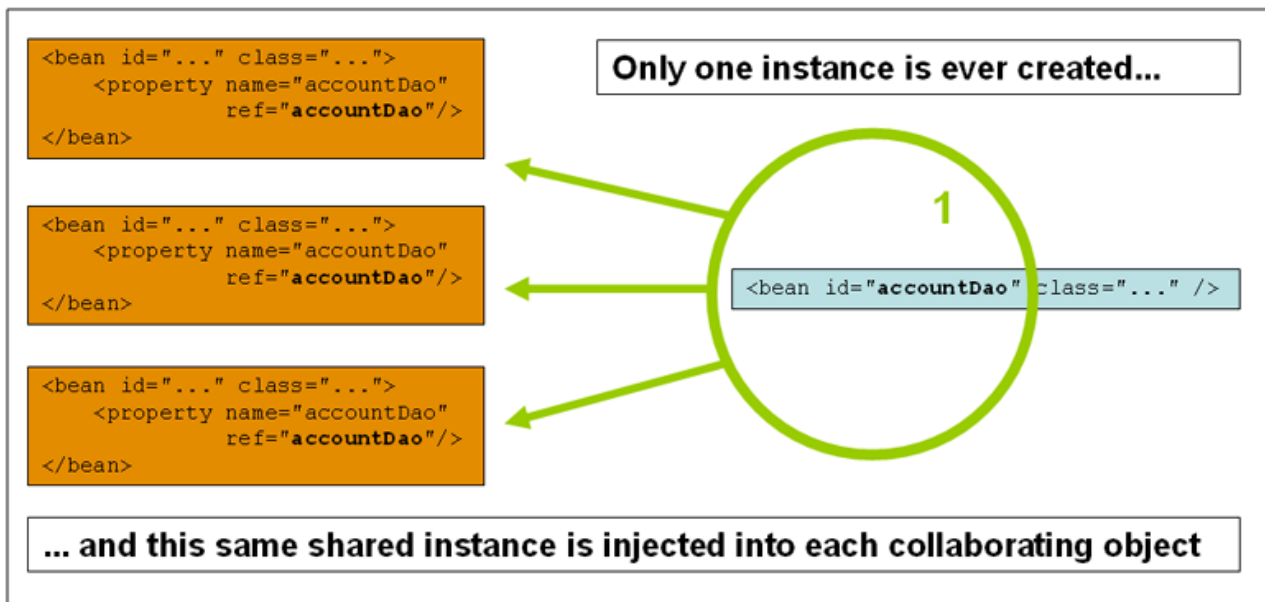 <bean id="..." class="...">
    <property name="accountDao"
              ref="accountDao"/>
</bean>
Only one instance is ever created...
<bean id="..." class="...">
    <property name="accountDao"
              ref="accountDao"/>
</bean>
1
<bean id="accountDao" class="..." />
<bean id="..." class="...">
    <property name="accountDao"
              ref="accountDao"/>
</bean>
... and this same shared instance is injected into each collaborating object